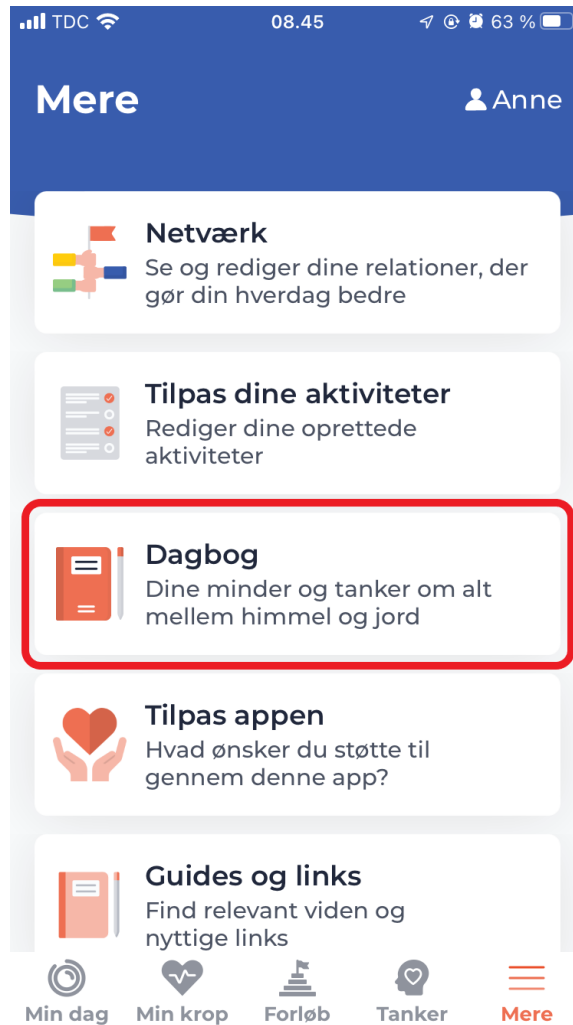 TDC 08.45 63 %
Mere Anne
Netværk
Se og rediger dine relationer, der
gør din hverdag bedre
Tilpas dine aktiviteter
Rediger dine oprettede
aktiviteter
Dagbog
Dine minder og tanker om alt
mellem himmel og jord
Tilpas appen
Hvad ønsker du støtte til
gennem denne app?
Guides og links
Find relevant viden og
nyttige links
Min dag Min krop Forløb Tanker Mere